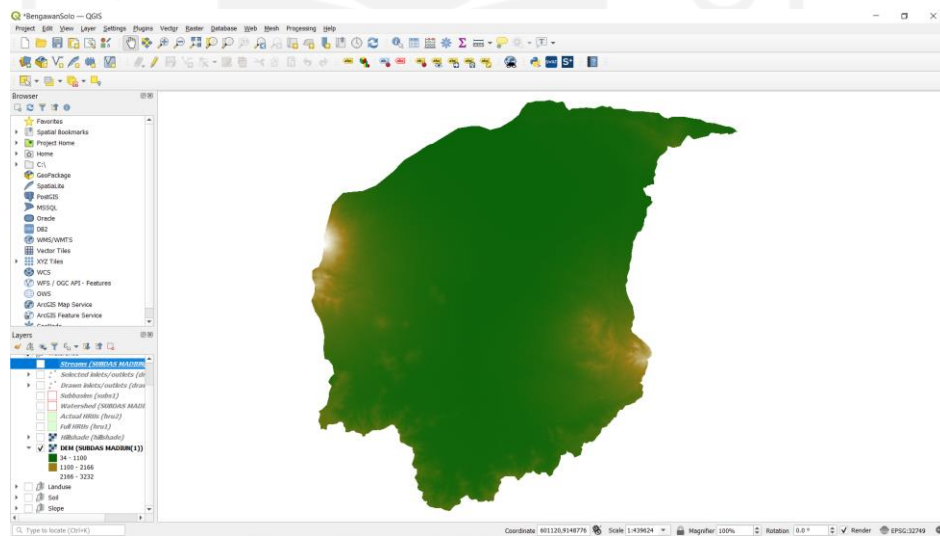 *BengawanSolo — QGIS
Project Edit View Layer Settings Plugins Vector Raster Database Web Mesh Processing Help
Browser
Favorites
Spatial Bookmarks
Project Home
Home
C:\
GeoPackage
SpatiaLite
PostGIS
MSSQL
Oracle
DB2
WMS/WMTS
Vector Tiles
XYZ Tiles
WCS
WFS / OGC API - Features
OWS
ArcGIS Map Service
ArcGIS Feature Service
Layers
Streams (SUBDAS MADIUN
Selected inlets/outlets (dr
Drawn inlets/outlets (draw
Subbasins (subs1)
Watershed (SUBDAS MADI
Actual HRUs (hru2)
Full HRUs (hru1)
Hillshade (hillshade)
DEM (SUBDAS MADIUN(1))
34 - 1100
1100 - 2166
2166 - 3232
Landuse
Soil
Slope
Type to locate (Ctrl+K)
Coordinate 601120,9148776 Scale 1:439624 Magnifier 100% Rotation 0.0 ° Render EPSG:32749